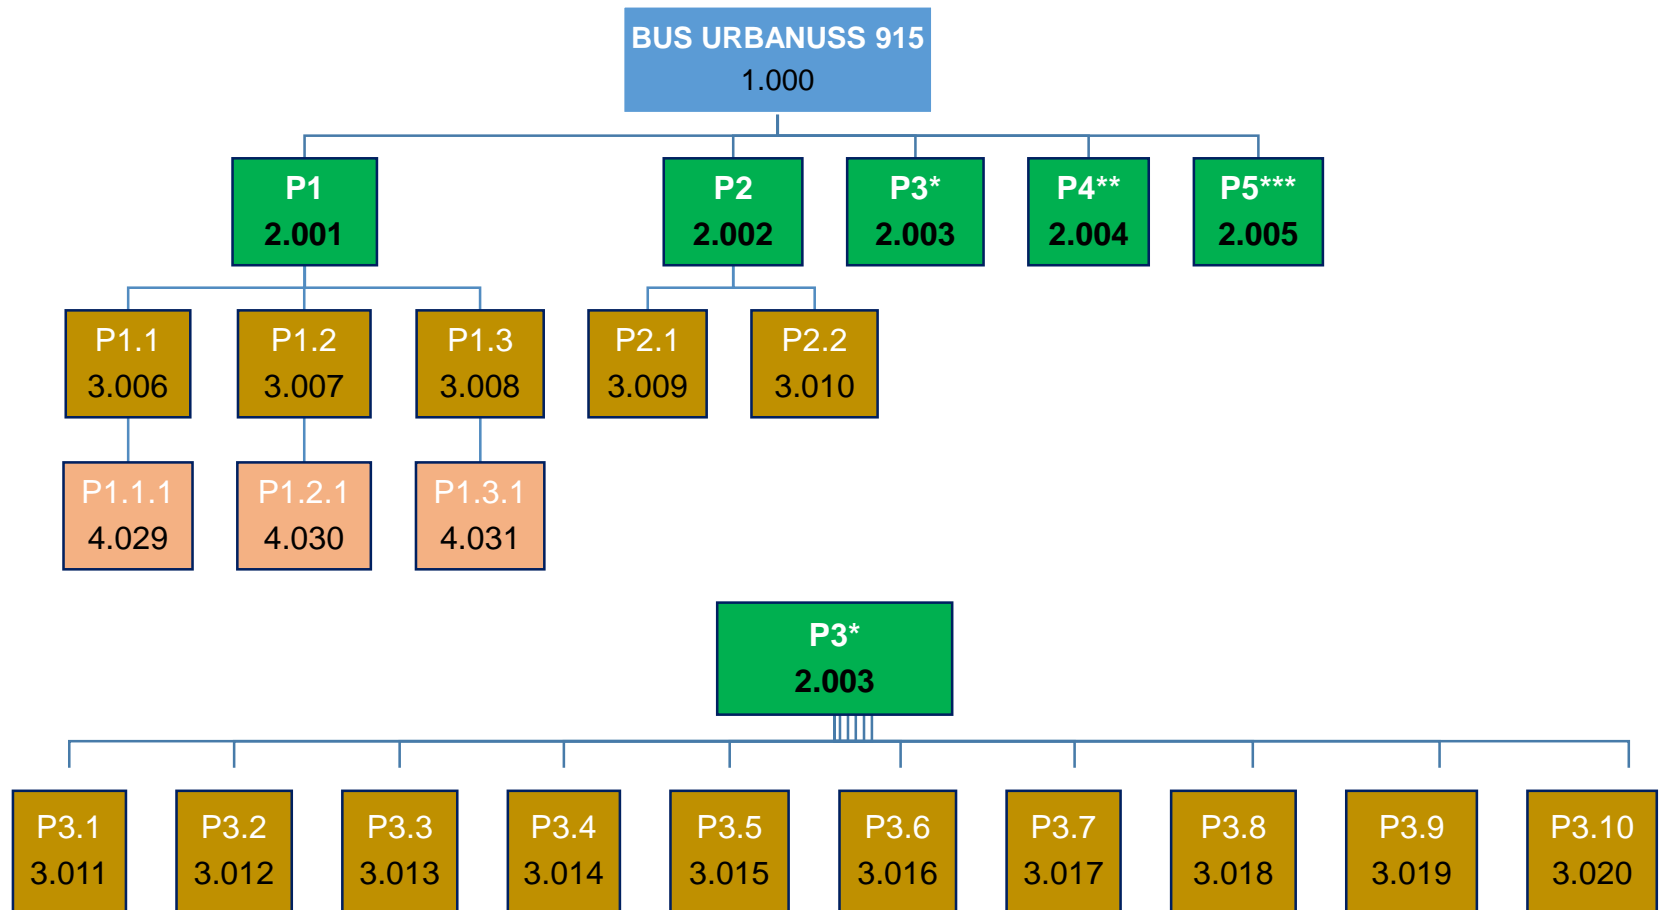 BUS URBANUSS 915
1.000
P1
2.001
P2
2.002
P3*
2.003
P4**
2.004
P5***
2.005
P1.1
3.006
P1.2
3.007
P1.3
3.008
P2.1
3.009
P2.2
3.010
P1.1.1
4.029
P1.2.1
4.030
P1.3.1
4.031
P3*
2.003
P3.1
3.011
P3.2
3.012
P3.3
3.013
P3.4
3.014
P3.5
3.015
P3.6
3.016
P3.7
3.017
P3.8
3.018
P3.9
3.019
P3.10
3.020